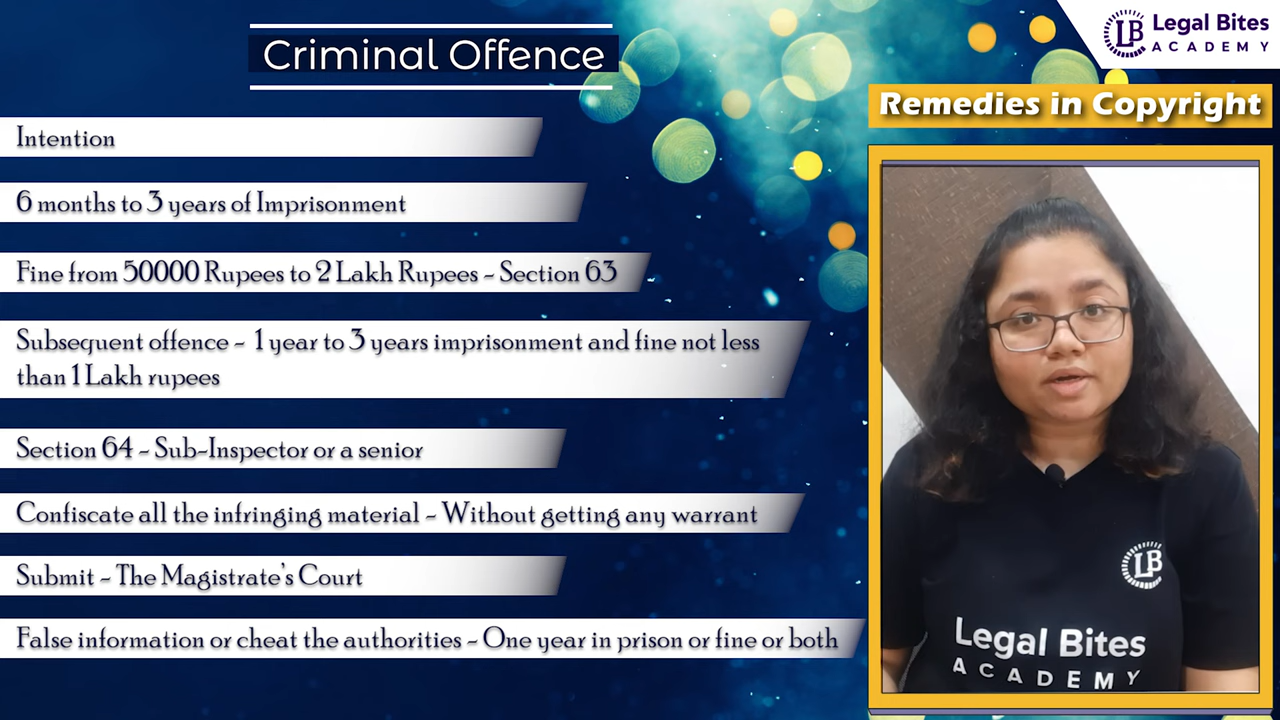 Criminal Offence
Intention
6 months to 3 years of Imprisonment
Fine from 50000 Rupees to 2 Lakh Rupees - Section 63
Subsequent offence - 1 year to 3 years imprisonment and fine not less
than 1 Lakh rupees
Section 64 - Sub-Inspector or a senior
Confiscate all the infringing material - Without getting any warrant
Submit - The Magistrate's Court
False information or cheat the authorities - One year in prison or fine or both
LB
Legal Bites
ACADEMY
Remedies in Copyright
LB
Legal Bites
ACADEMY